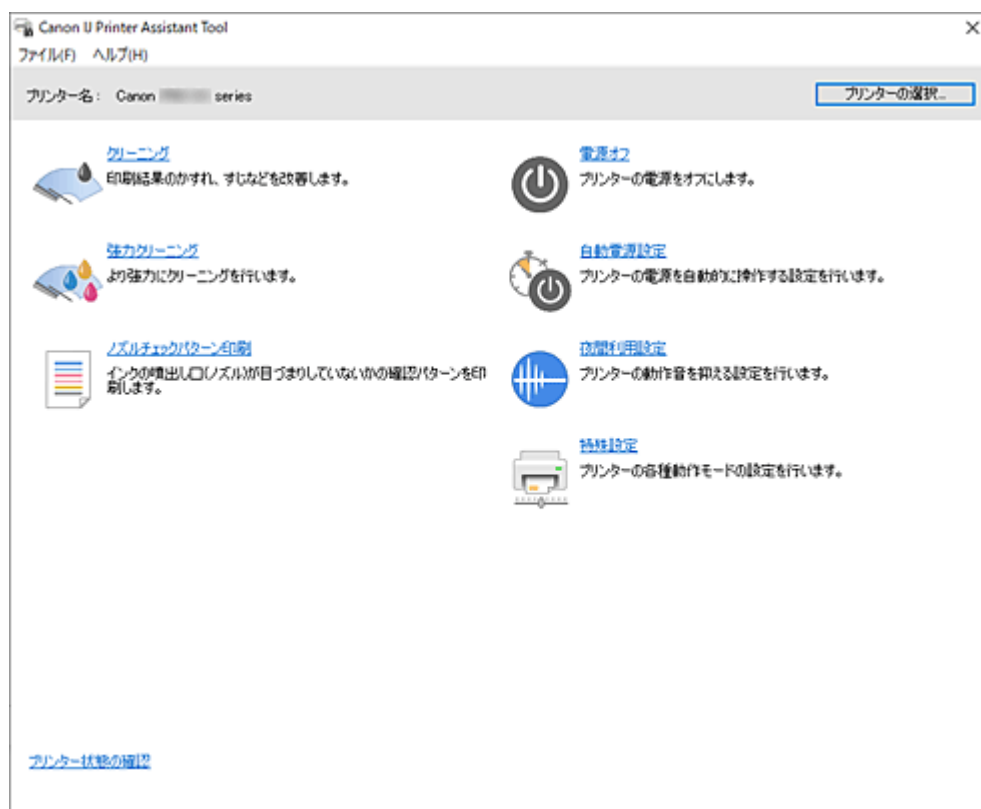 Canon IJ Printer Assistant Tool
ファイル(F) ヘルプ(H)
プリンター名: Canon series
プリンターの選択...
クリーニング
印刷結果のかすれ、すじなどを改善します。
強力クリーニング
より強力にクリーニングを行います。
ノズルチェックパターン印刷
インクの噴出し口(ノズル)が目づまりしていないかの確認パターンを印
刷します。
電源オフ
プリンターの電源をオフにします。
自動電源設定
プリンターの電源を自動的に操作する設定を行います。
夜間利用設定
プリンターの動作音を抑える設定を行います。
特殊設定
プリンターの各種動作モードの設定を行います。
プリンター状態の確認